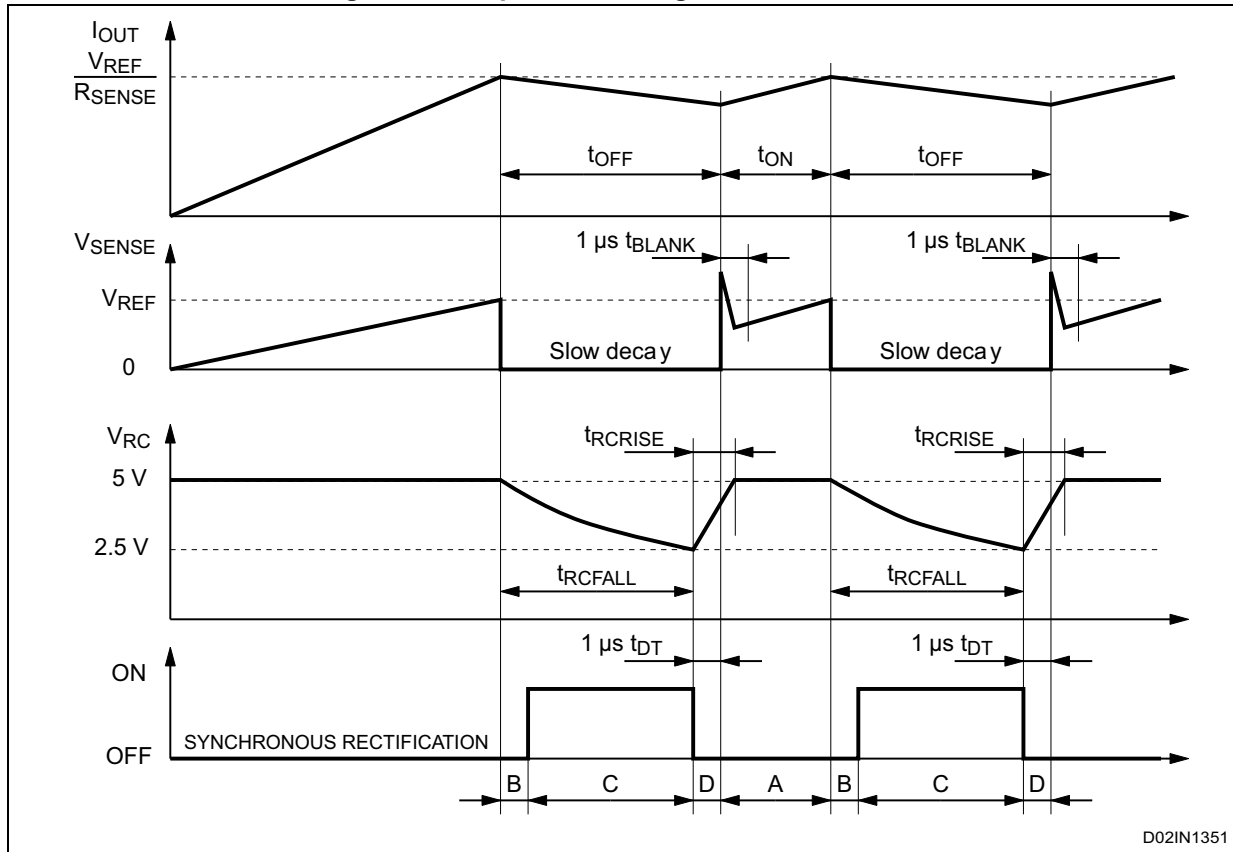 IOUT
VREF
RSENSE
tOFF
tON
tOFF
VSENSE
1 µs tBLANK
1 µs tBLANK
VREF
Slow decay
Slow decay
0
VRC
tRCRISE
tRCRISE
5 V
2.5 V
tRCFALL
tRCFALL
1 µs tDT
1 µs tDT
ON
SYNCHRONOUS RECTIFICATION
OFF
B C D A B C D
D02IN1351